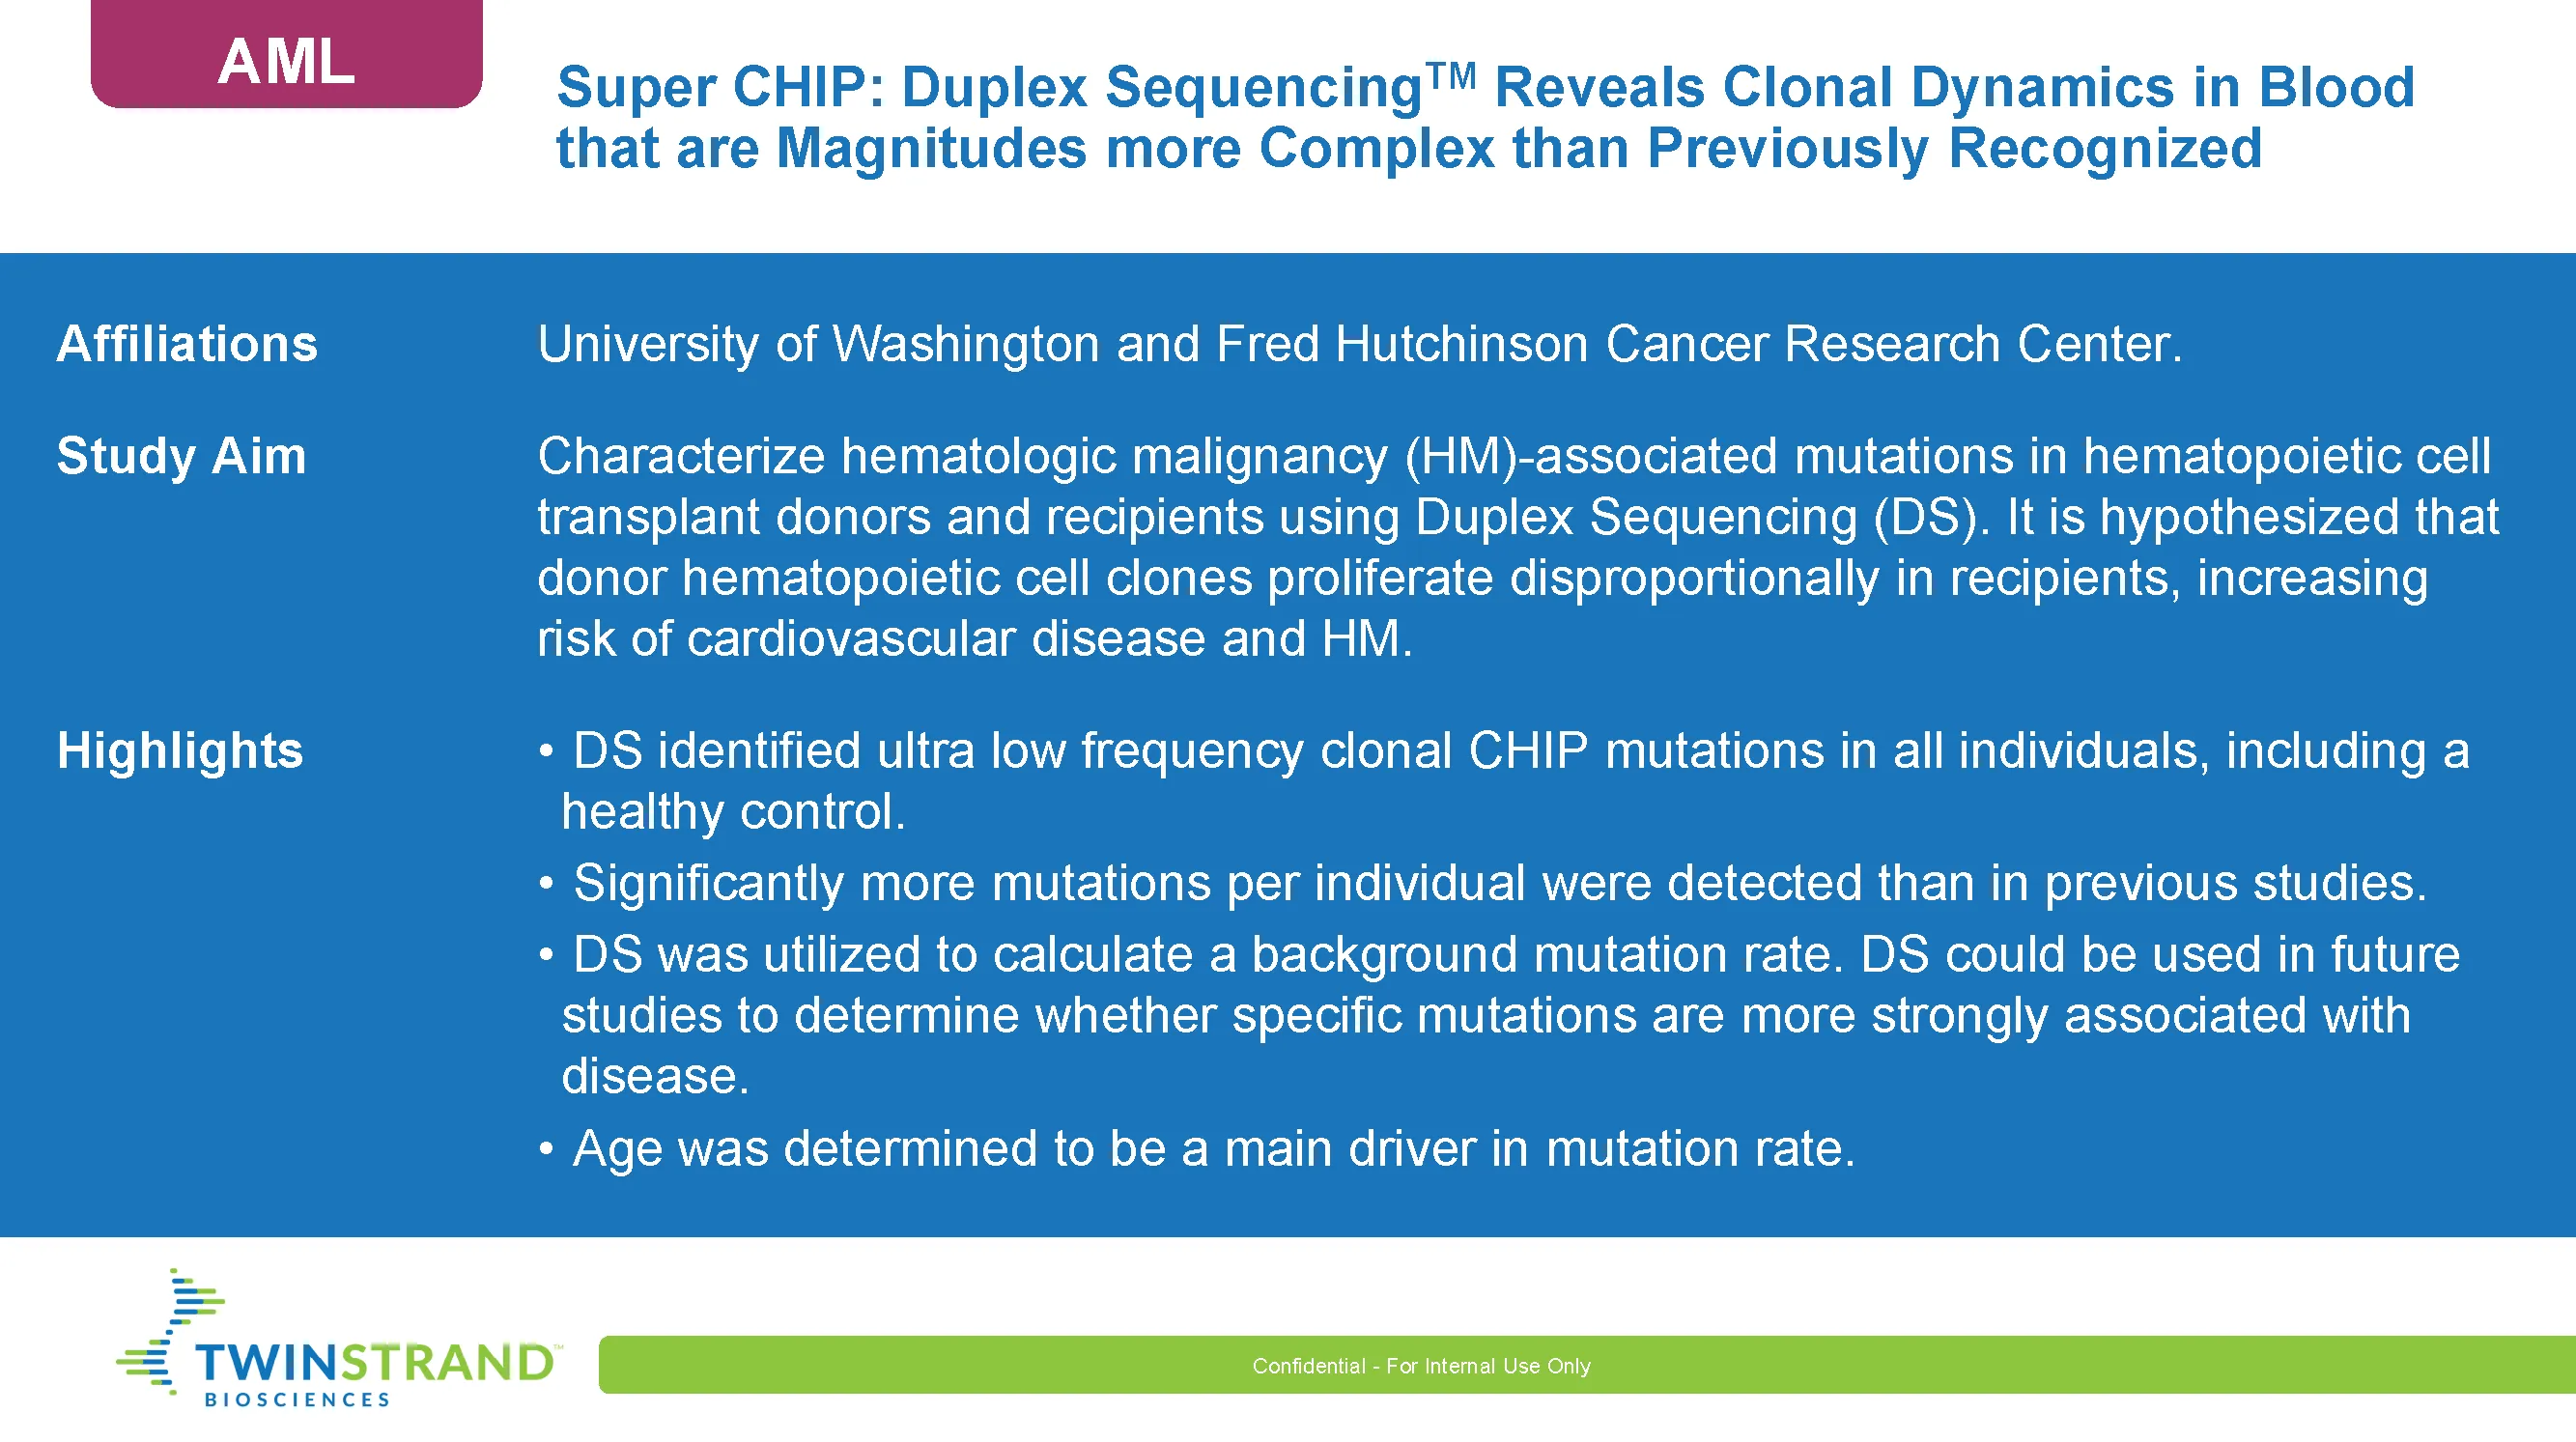 AML
Super CHIP: Duplex Sequencing™ Reveals Clonal Dynamics in Blood
that are Magnitudes more Complex than Previously Recognized
Affiliations
University of Washington and Fred Hutchinson Cancer Research Center.
Study Aim
Characterize hematologic malignancy (HM)-associated mutations in hematopoietic cell
transplant donors and recipients using Duplex Sequencing (DS). It is hypothesized that
donor hematopoietic cell clones proliferate disproportionally in recipients, increasing
risk of cardiovascular disease and HM.
Highlights
• DS identified ultra low frequency clonal CHIP mutations in all individuals, including a
healthy control.
• Significantly more mutations per individual were detected than in previous studies.
• DS was utilized to calculate a background mutation rate. DS could be used in future
studies to determine whether specific mutations are more strongly associated with
disease.
• Age was determined to be a main driver in mutation rate.
TWINSTRAND™
BIOSCIENCES
Confidential - For Internal Use Only